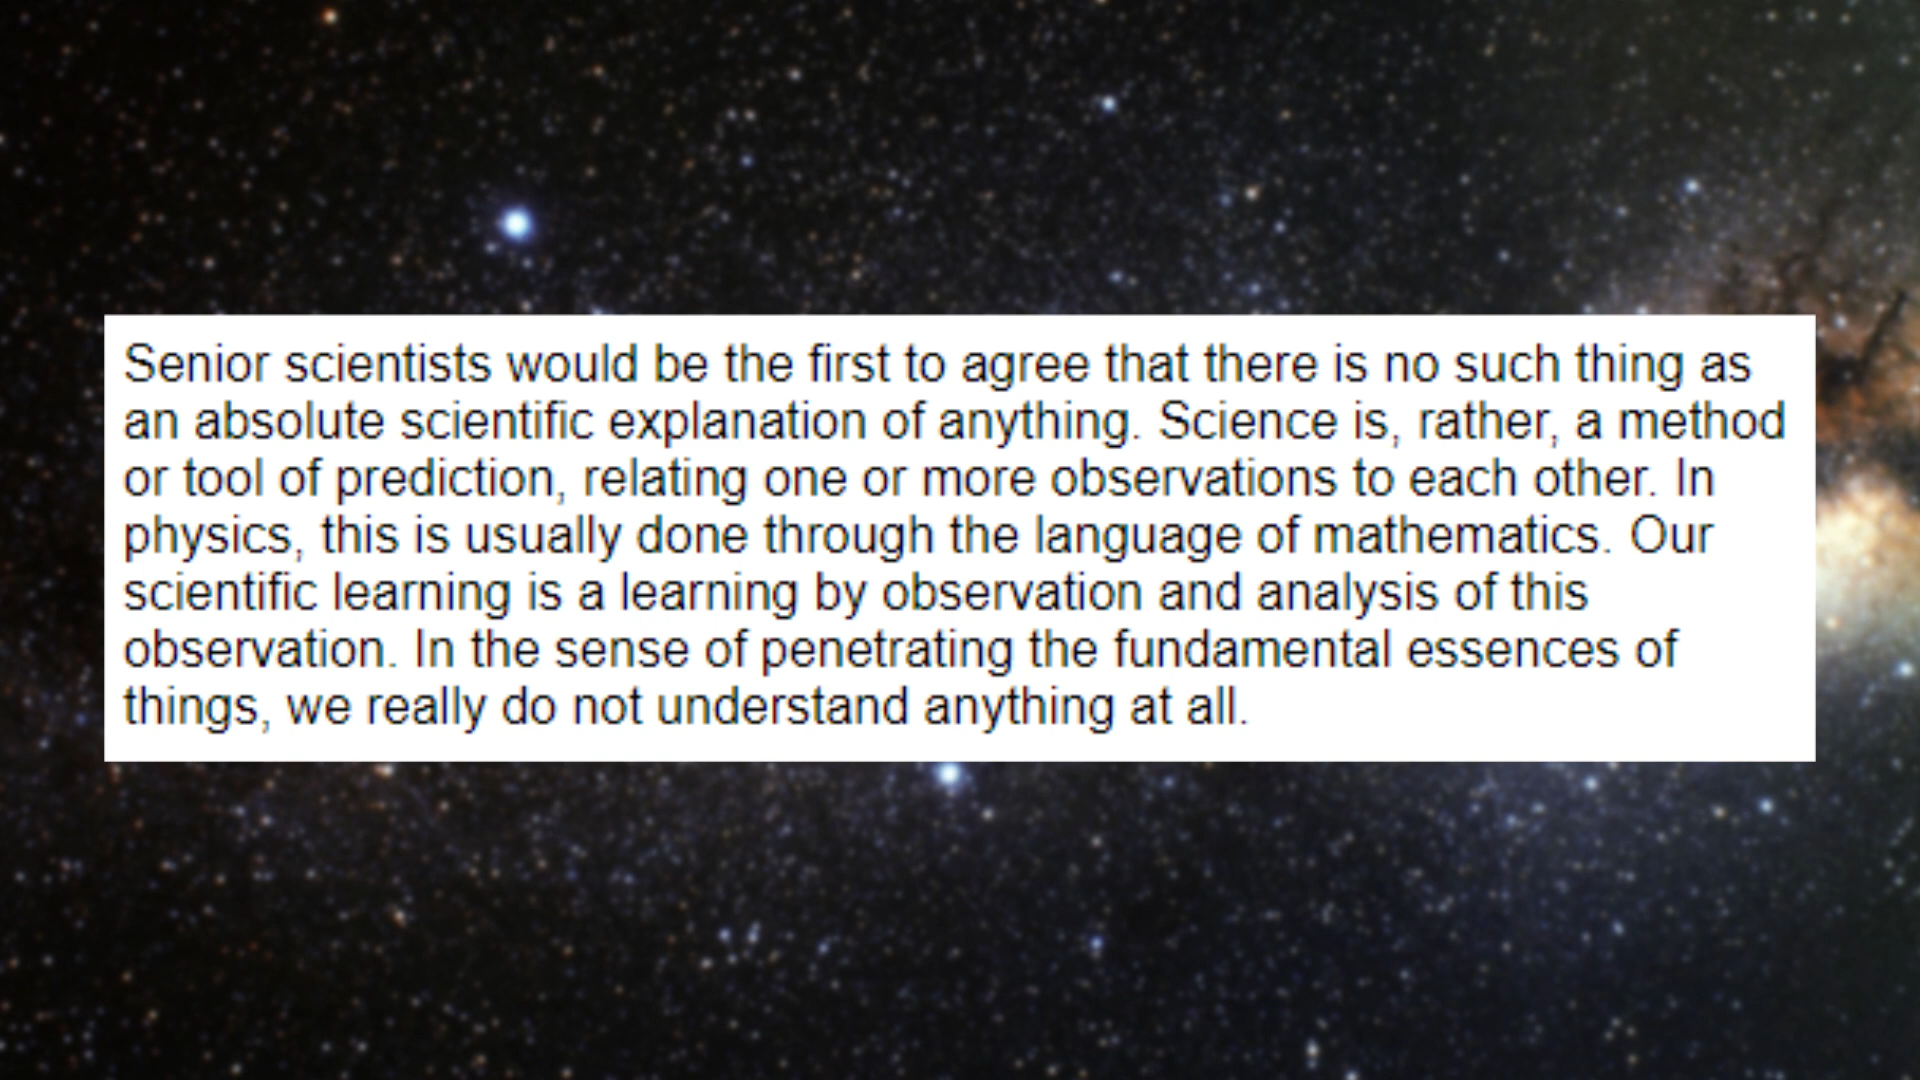 Senior scientists would be the first to agree that there is no such thing as
an absolute scientific explanation of anything. Science is, rather, a method
or tool of prediction, relating one or more observations to each other. In
physics, this is usually done through the language of mathematics. Our
scientific learning is a learning by observation and analysis of this
observation. In the sense of penetrating the fundamental essences of
things, we really do not understand anything at all.